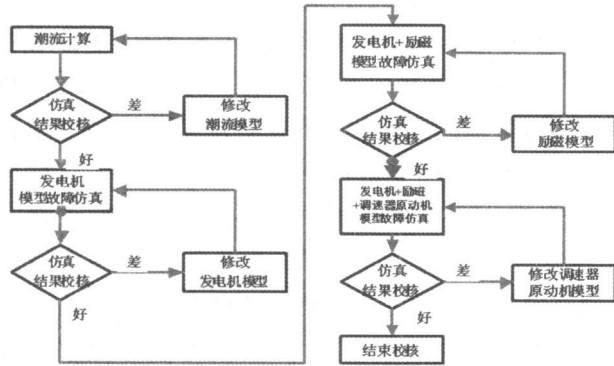 潮流计算
仿真
结果校核
差
修改
潮流模型
好
发电机
模型故障仿真
仿真
结果校核
差
修改
发电机模型
好
发电机+励磁
模型故障仿真
仿真
结果校核
差
修改
励磁模型
好
发电机+励磁
+调速器原动机
模型故障仿真
仿真
结果校核
差
修改调速器
原动机模型
好
结束校核